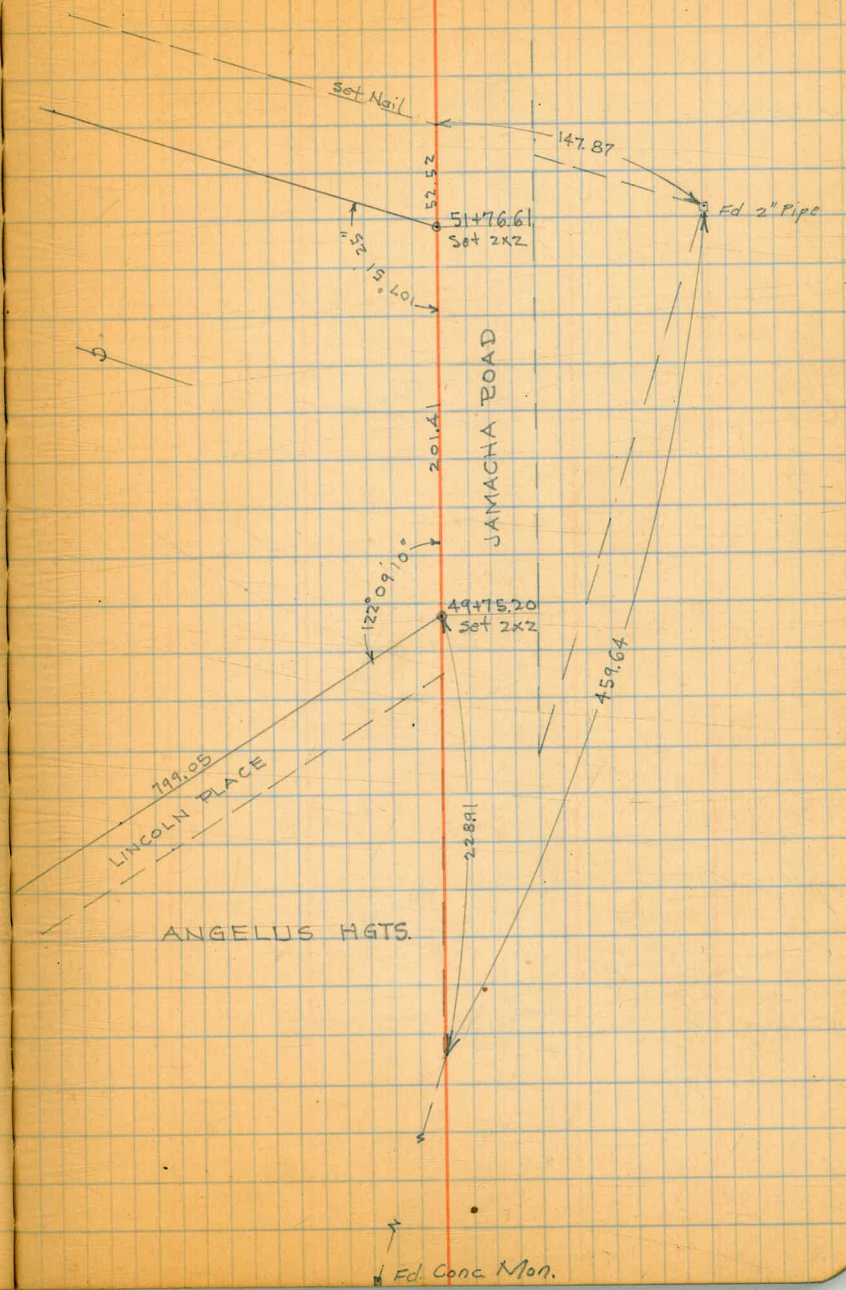 set Nail
147.87
52.52
Fd 2" Pipe
51+76.61
Set 2x2
107° 51' 25"
JAMACHA ROAD
201.41
122° 09' 10"
49+75.20
Set 2x2
459.64
799.05
LINCOLN PLACE
228.91
ANGELUS HGTS.
Fd. Conc. Mon.